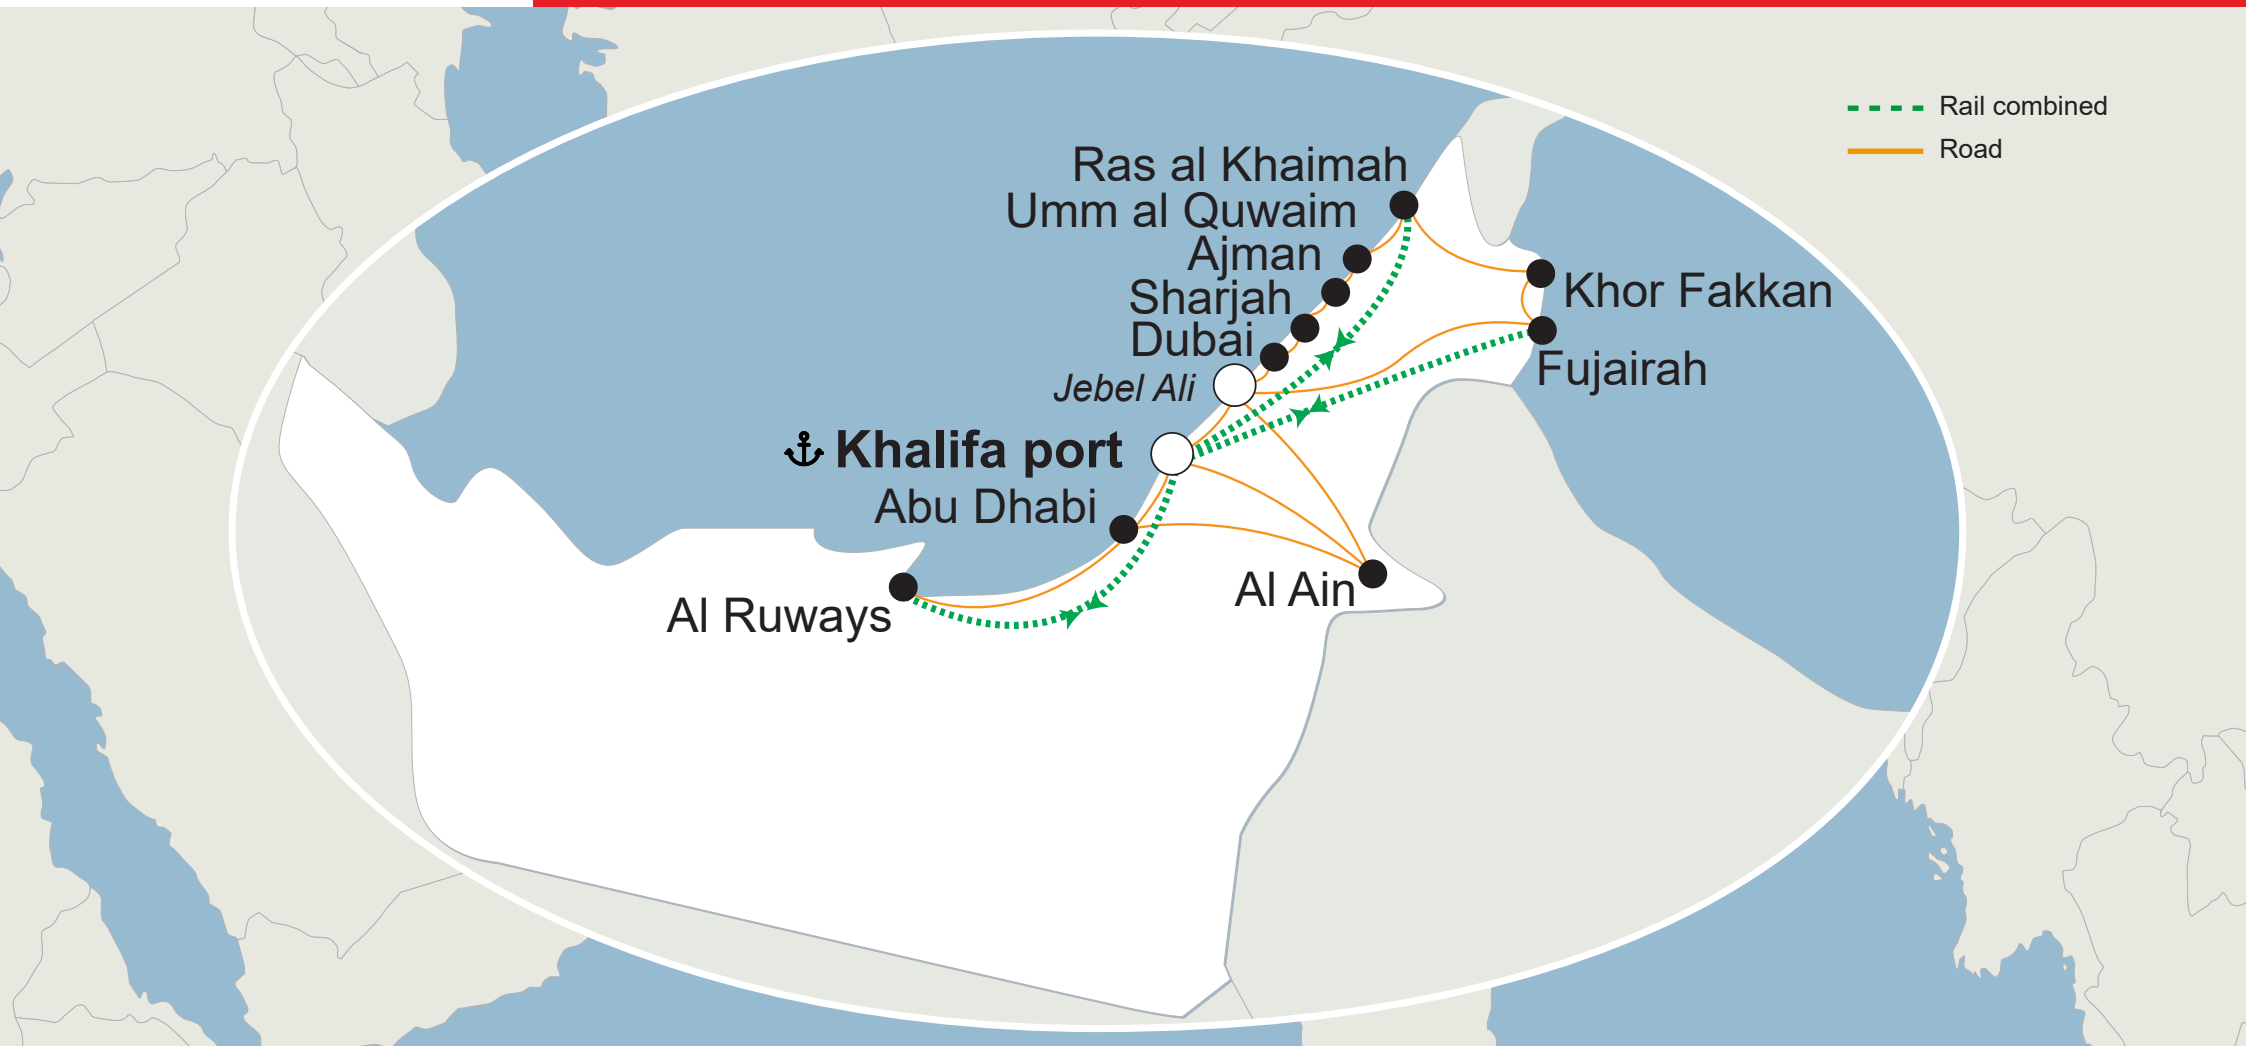 Rail combined
Road
Ras al Khaimah
Umm al Quwaim
Ajman
Sharjah
Dubai
Jebel Ali
Khalifa port
Abu Dhabi
Al Ruways
Al Ain
Khor Fakkan
Fujairah